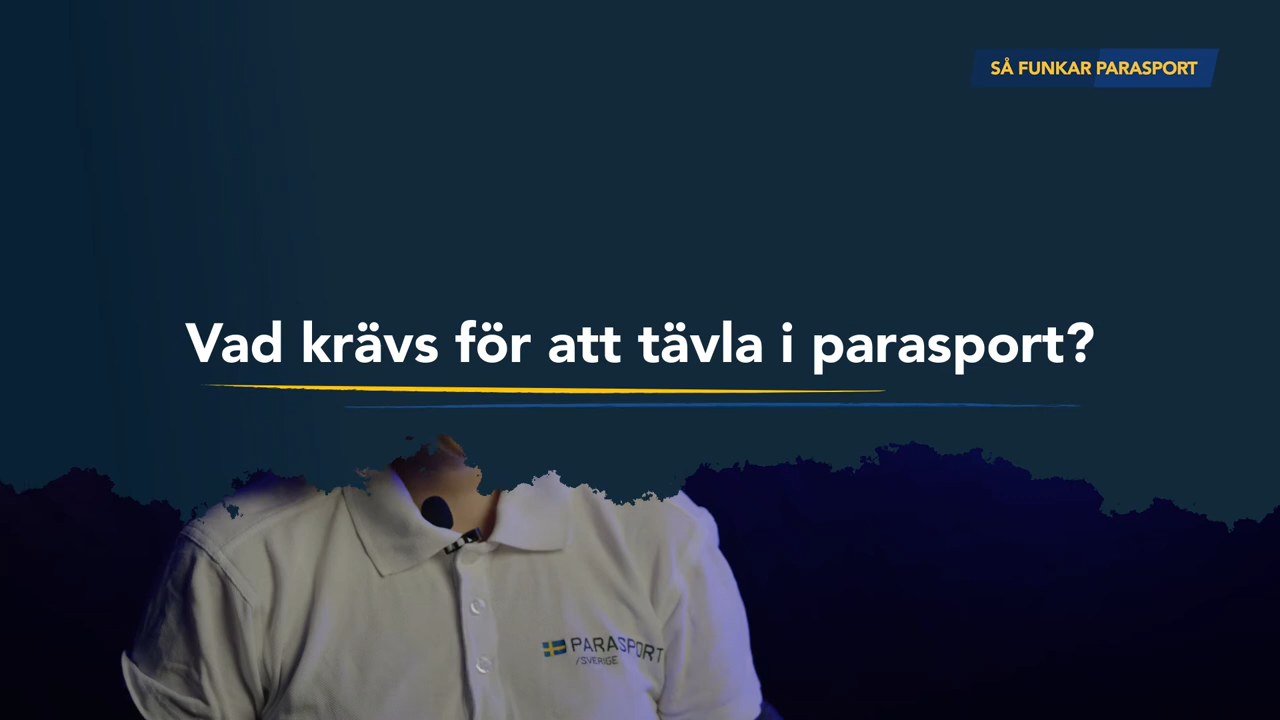 SÅ FUNKAR PARASPORT
Vad krävs för att tävla i parasport?
PARASPORT
/SVERIGE